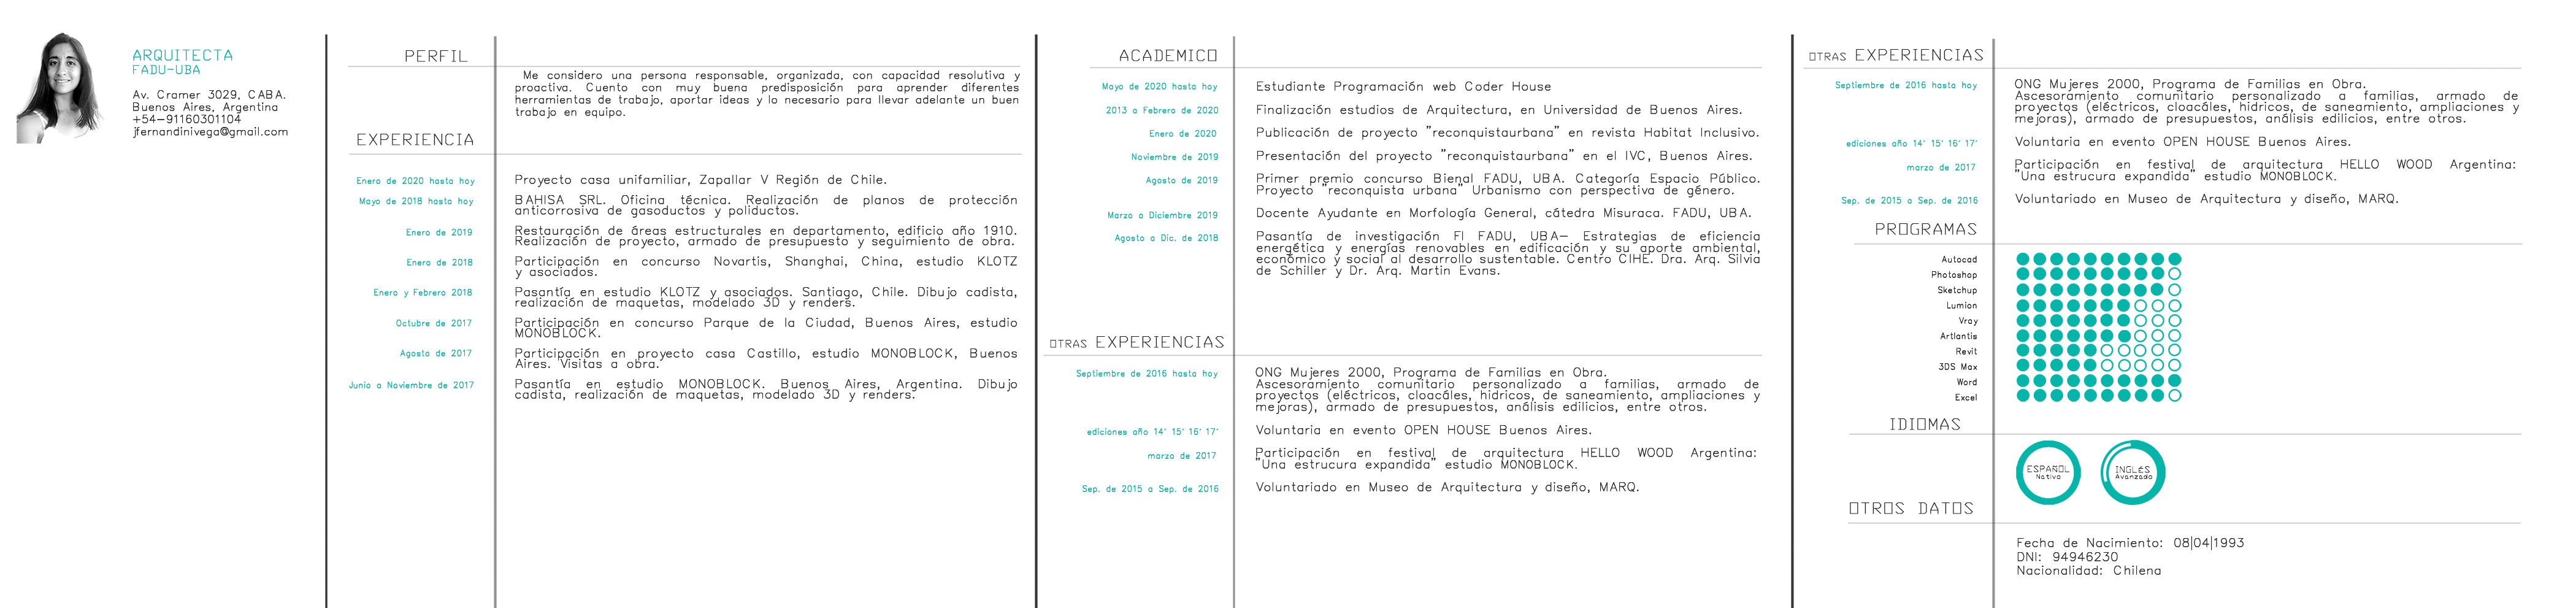 ARQUITECTA
FADU-UBA
Av. Cramer 3029, CABA.
Buenos Aires, Argentina
+54-91160301104
jfernandinivega@gmail.com
PERFIL
Me considero una persona responsable, organizada, con capacidad resolutiva y
proactiva. Cuento con muy buena predisposición para aprender diferentes
herramientas de trabajo, aportar ideas y lo necesario para llevar adelante un buen
trabajo en equipo.
EXPERIENCIA
Enero de 2020 hasta hoy
Proyecto casa unifamiliar, Zapallar V Región de Chile.
Mayo de 2018 hasta hoy
BAHISA SRL. Oficina técnica. Realización de planos de protección
anticorrosiva de gasoductos y poliductos.
Enero de 2019
Restauración de áreas estructurales en departamento, edificio año 1910.
Realización de proyecto, armado de presupuesto y seguimiento de obra.
Enero de 2018
Participación en concurso Novartis, Shanghai, China, estudio KLOTZ
y asociados.
Enero y Febrero 2018
Pasantía en estudio KLOTZ y asociados. Santiago, Chile. Dibujo cadista,
realización de maquetas, modelado 3D y renders.
Octubre de 2017
Participación en concurso Parque de la Ciudad, Buenos Aires, estudio
MONOBLOCK.
Agosto de 2017
Participación en proyecto casa Castillo, estudio MONOBLOCK, Buenos
Aires. Visitas a obra.
Junio a Noviembre de 2017
Pasantía en estudio MONOBLOCK. Buenos Aires, Argentina. Dibujo
cadista, realización de maquetas, modelado 3D y renders.
ACADEMICO
Mayo de 2020 hasta hoy
Estudiante Programación web Coder House
2013 a Febrero de 2020
Finalización estudios de Arquitectura, en Universidad de Buenos Aires.
Enero de 2020
Publicación de proyecto "reconquistaurbana" en revista Habitat Inclusivo.
Noviembre de 2019
Presentación del proyecto "reconquistaurbana" en el IVC, Buenos Aires.
Agosto de 2019
Primer premio concurso Bienal FADU, UBA. Categoría Espacio Público.
Proyecto "reconquista urbana" Urbanismo con perspectiva de género.
Marzo a Diciembre 2019
Docente Ayudante en Morfología General, cátedra Misuraca. FADU, UBA.
Agosto a Dic. de 2018
Pasantía de investigación FI FADU, UBA- Estrategias de eficiencia
energética y energías renovables en edificación y su aporte ambiental,
económico y social al desarrollo sustentable. Centro CIHE. Dra. Arq. Silvia
de Schiller y Dr. Arq. Martin Evans.
OTRAS EXPERIENCIAS
Septiembre de 2016 hasta hoy
ONG Mujeres 2000, Programa de Familias en Obra.
Ascesoramiento comunitario personalizado a familias, armado de
proyectos (eléctricos, cloacáles, hidricos, de saneamiento, ampliaciones y
mejoras), armado de presupuestos, análisis edilicios, entre otros.
ediciones año 14' 15' 16' 17'
Voluntaria en evento OPEN HOUSE Buenos Aires.
marzo de 2017
Participación en festival de arquitectura HELLO WOOD Argentina:
"Una estrucura expandida" estudio MONOBLOCK.
Sep. de 2015 a Sep. de 2016
Voluntariado en Museo de Arquitectura y diseño, MARQ.
OTRAS EXPERIENCIAS
Septiembre de 2016 hasta hoy
ONG Mujeres 2000, Programa de Familias en Obra.
Ascesoramiento comunitario personalizado a familias, armado de
proyectos (eléctricos, cloacáles, hidricos, de saneamiento, ampliaciones y
mejoras), armado de presupuestos, análisis edilicios, entre otros.
ediciones año 14' 15' 16' 17'
Voluntaria en evento OPEN HOUSE Buenos Aires.
marzo de 2017
Participación en festival de arquitectura HELLO WOOD Argentina:
"Una estrucura expandida" estudio MONOBLOCK.
Sep. de 2015 a Sep. de 2016
Voluntariado en Museo de Arquitectura y diseño, MARQ.
PROGRAMAS
Autocad
Photoshop
Sketchup
Lumion
Vray
Artlantis
Revit
3DS Max
Word
Excel
IDIOMAS
ESPAÑOL
Nativo
INGLÉS
Avanzado
OTROS DATOS
Fecha de Nacimiento: 08|04|1993
DNI: 94946230
Nacionalidad: Chilena